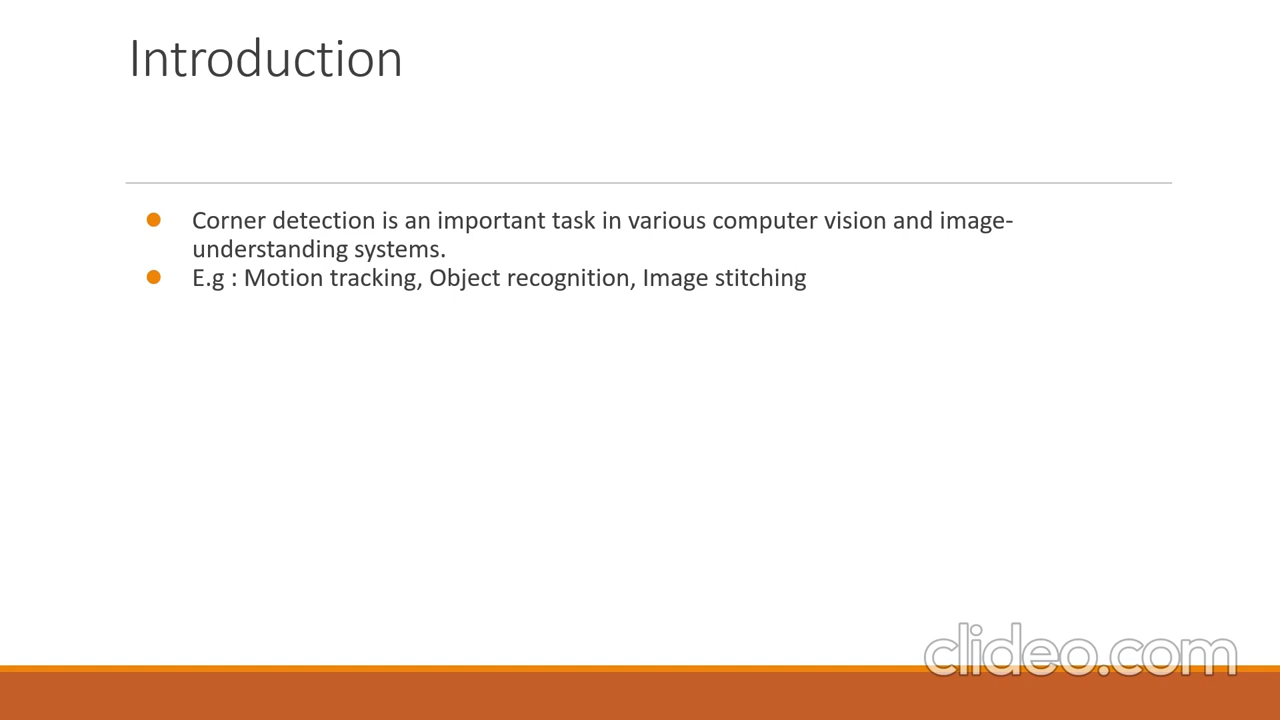 Introduction
Corner detection is an important task in various computer vision and image-
understanding systems.
E.g : Motion tracking, Object recognition, Image stitching
clideo.com